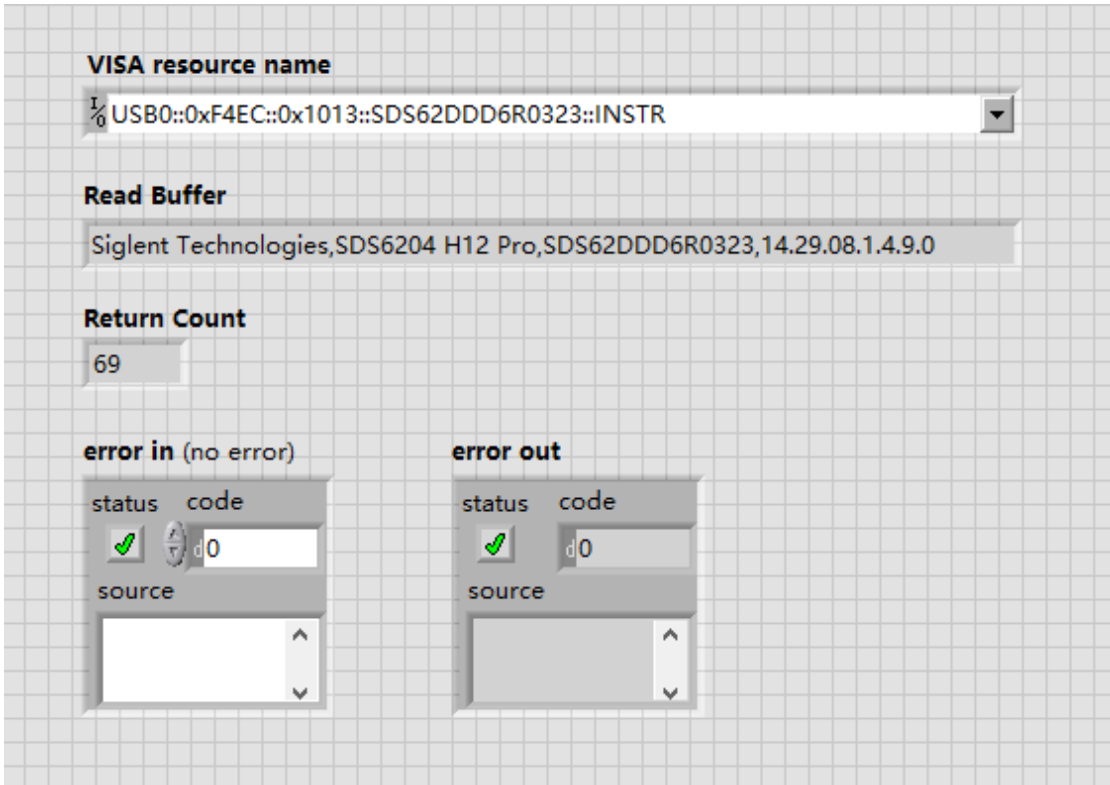 VISA resource name
I/O USB0::0xF4EC::0x1013::SDS62DDD6R0323::INSTR
Read Buffer
Siglent Technologies,SDS6204 H12 Pro,SDS62DDD6R0323,14.29.08.1.4.9.0
Return Count
69
error in (no error)
error out
status code
d 0
source
status code
d 0
source